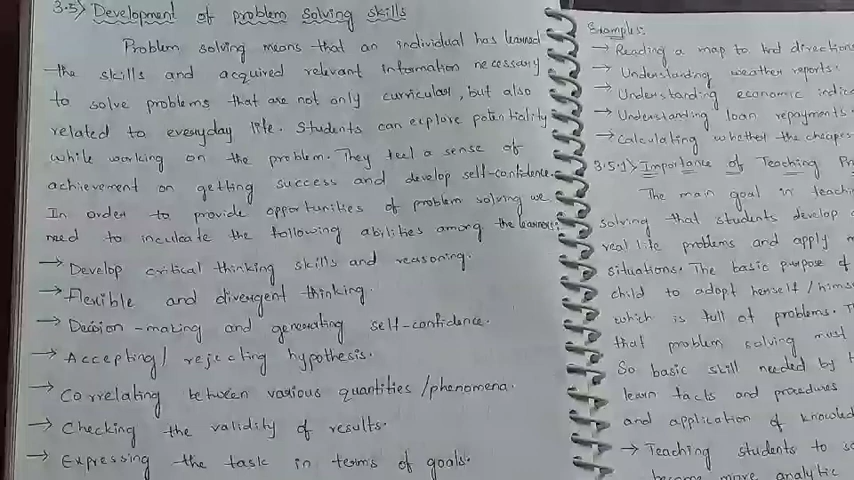 3.5) Development of problem solving skills
Problem solving means that an individual has learned
the skills and acquired relevant information necessary
to solve problems that are not only curricular, but also
related to everyday life. Students can explore potentiality
while working on the problem. They feel a sense of
achievement on getting success and develop self-confidence.
In order to provide opportunities of problem solving we
need to inculcate the following abilities among the learners:
→ Develop critical thinking skills and reasoning.
→ Flexible and divergent thinking.
→ Decision-making and generating self-confidence.
→ Accepting/ rejecting hypothesis.
→ Correlating between various quantities/phenomena.
→ Checking the validity of results.
→ Expressing the task in terms of goals.
Examples:
→ Reading a map to find directions
→ Understanding weather reports.
→ Understanding economic indic
→ Understanding loan repayments
→ Calculating whether the cheapes
3.5.1) Importance of Teaching
The main goal in teachin
solving that students develop
real life problems and apply
situations. The basic purpose of
child to adopt herself/hims
which is full of problems.
that problem solving must
So basic skill needed by
learn facts and procedures
and application of knowled
→ Teaching students to
become more analytic